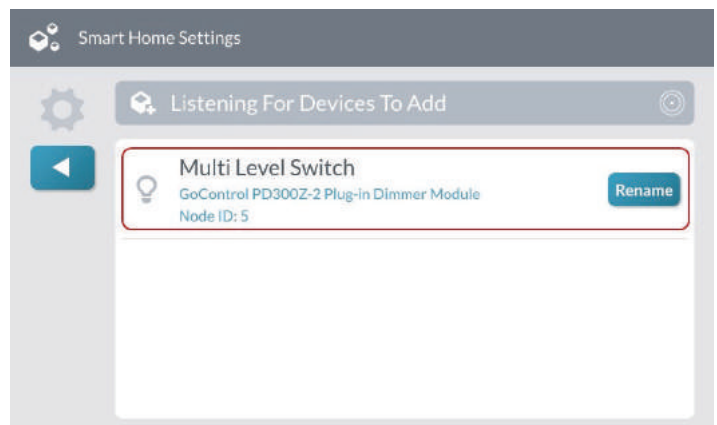 Smart Home Settings
Listening For Devices To Add
Multi Level Switch
GoControl PD300Z-2 Plug-in Dimmer Module
Node ID: 5
Rename